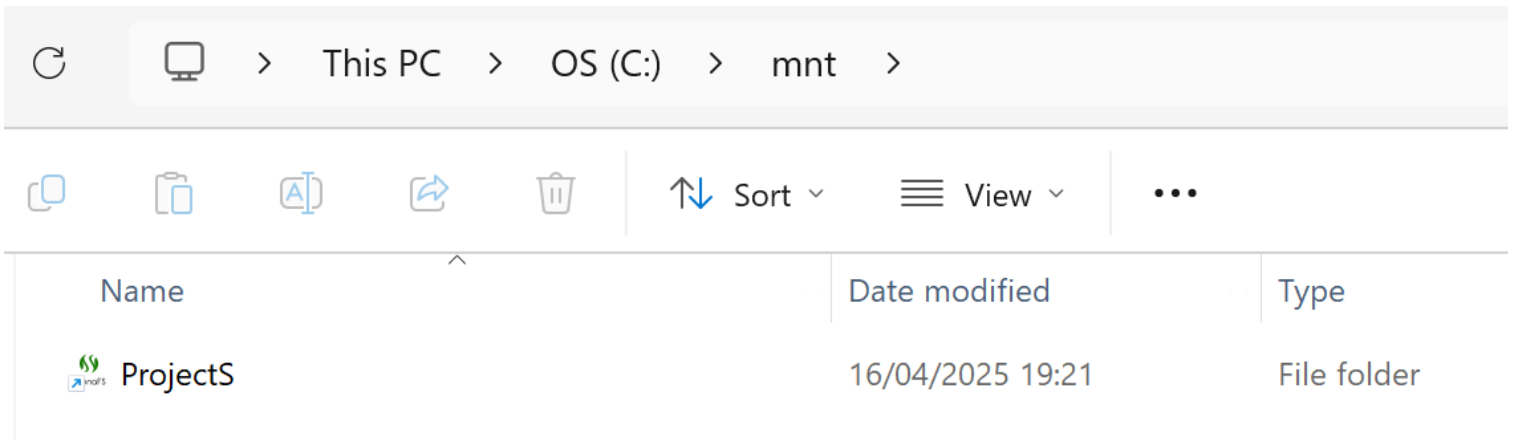 This PC > OS (C:) > mnt >
Sort View
Name Date modified Type
ProjectS 16/04/2025 19:21 File folder